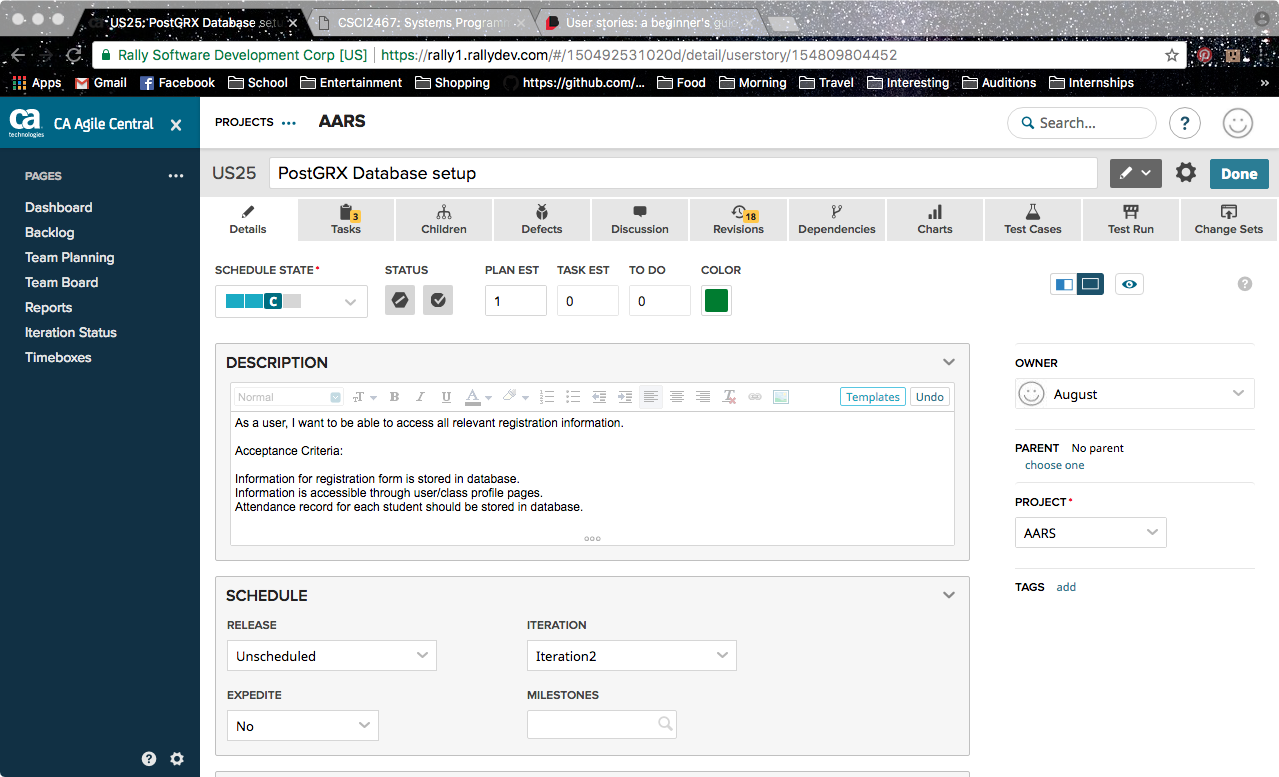 US25: PostGRX Database setu
CSCI2467: Systems Programm
User stories: a beginner's guide
Rally Software Development Corp [US]
https://rally1.rallydev.com/#/150492531020d/detail/userstory/154809804452
Apps
Gmail
Facebook
School
Entertainment
Shopping
https://github.com/...
Food
Morning
Travel
Interesting
Auditions
Internships
»
ca
technologies
CA Agile Central
PROJECTS
AARS
Search...
?
PAGES
Dashboard
Backlog
Team Planning
Team Board
Reports
Iteration Status
Timeboxes
US25
PostGRX Database setup
Done
Details
3
Tasks
Children
Defects
Discussion
18
Revisions
Dependencies
Charts
Test Cases
Test Run
Change Sets
SCHEDULE STATE*
STATUS
PLAN EST
TASK EST
TO DO
COLOR
C
1
0
0
?
DESCRIPTION
Normal
Templates
Undo
As a user, I want to be able to access all relevant registration information.
Acceptance Criteria:
Information for registration form is stored in database.
Information is accessible through user/class profile pages.
Attendance record for each student should be stored in database.
OWNER
August
PARENT No parent
choose one
PROJECT*
AARS
TAGS add
SCHEDULE
RELEASE
ITERATION
Unscheduled
Iteration2
EXPEDITE
MILESTONES
No
?